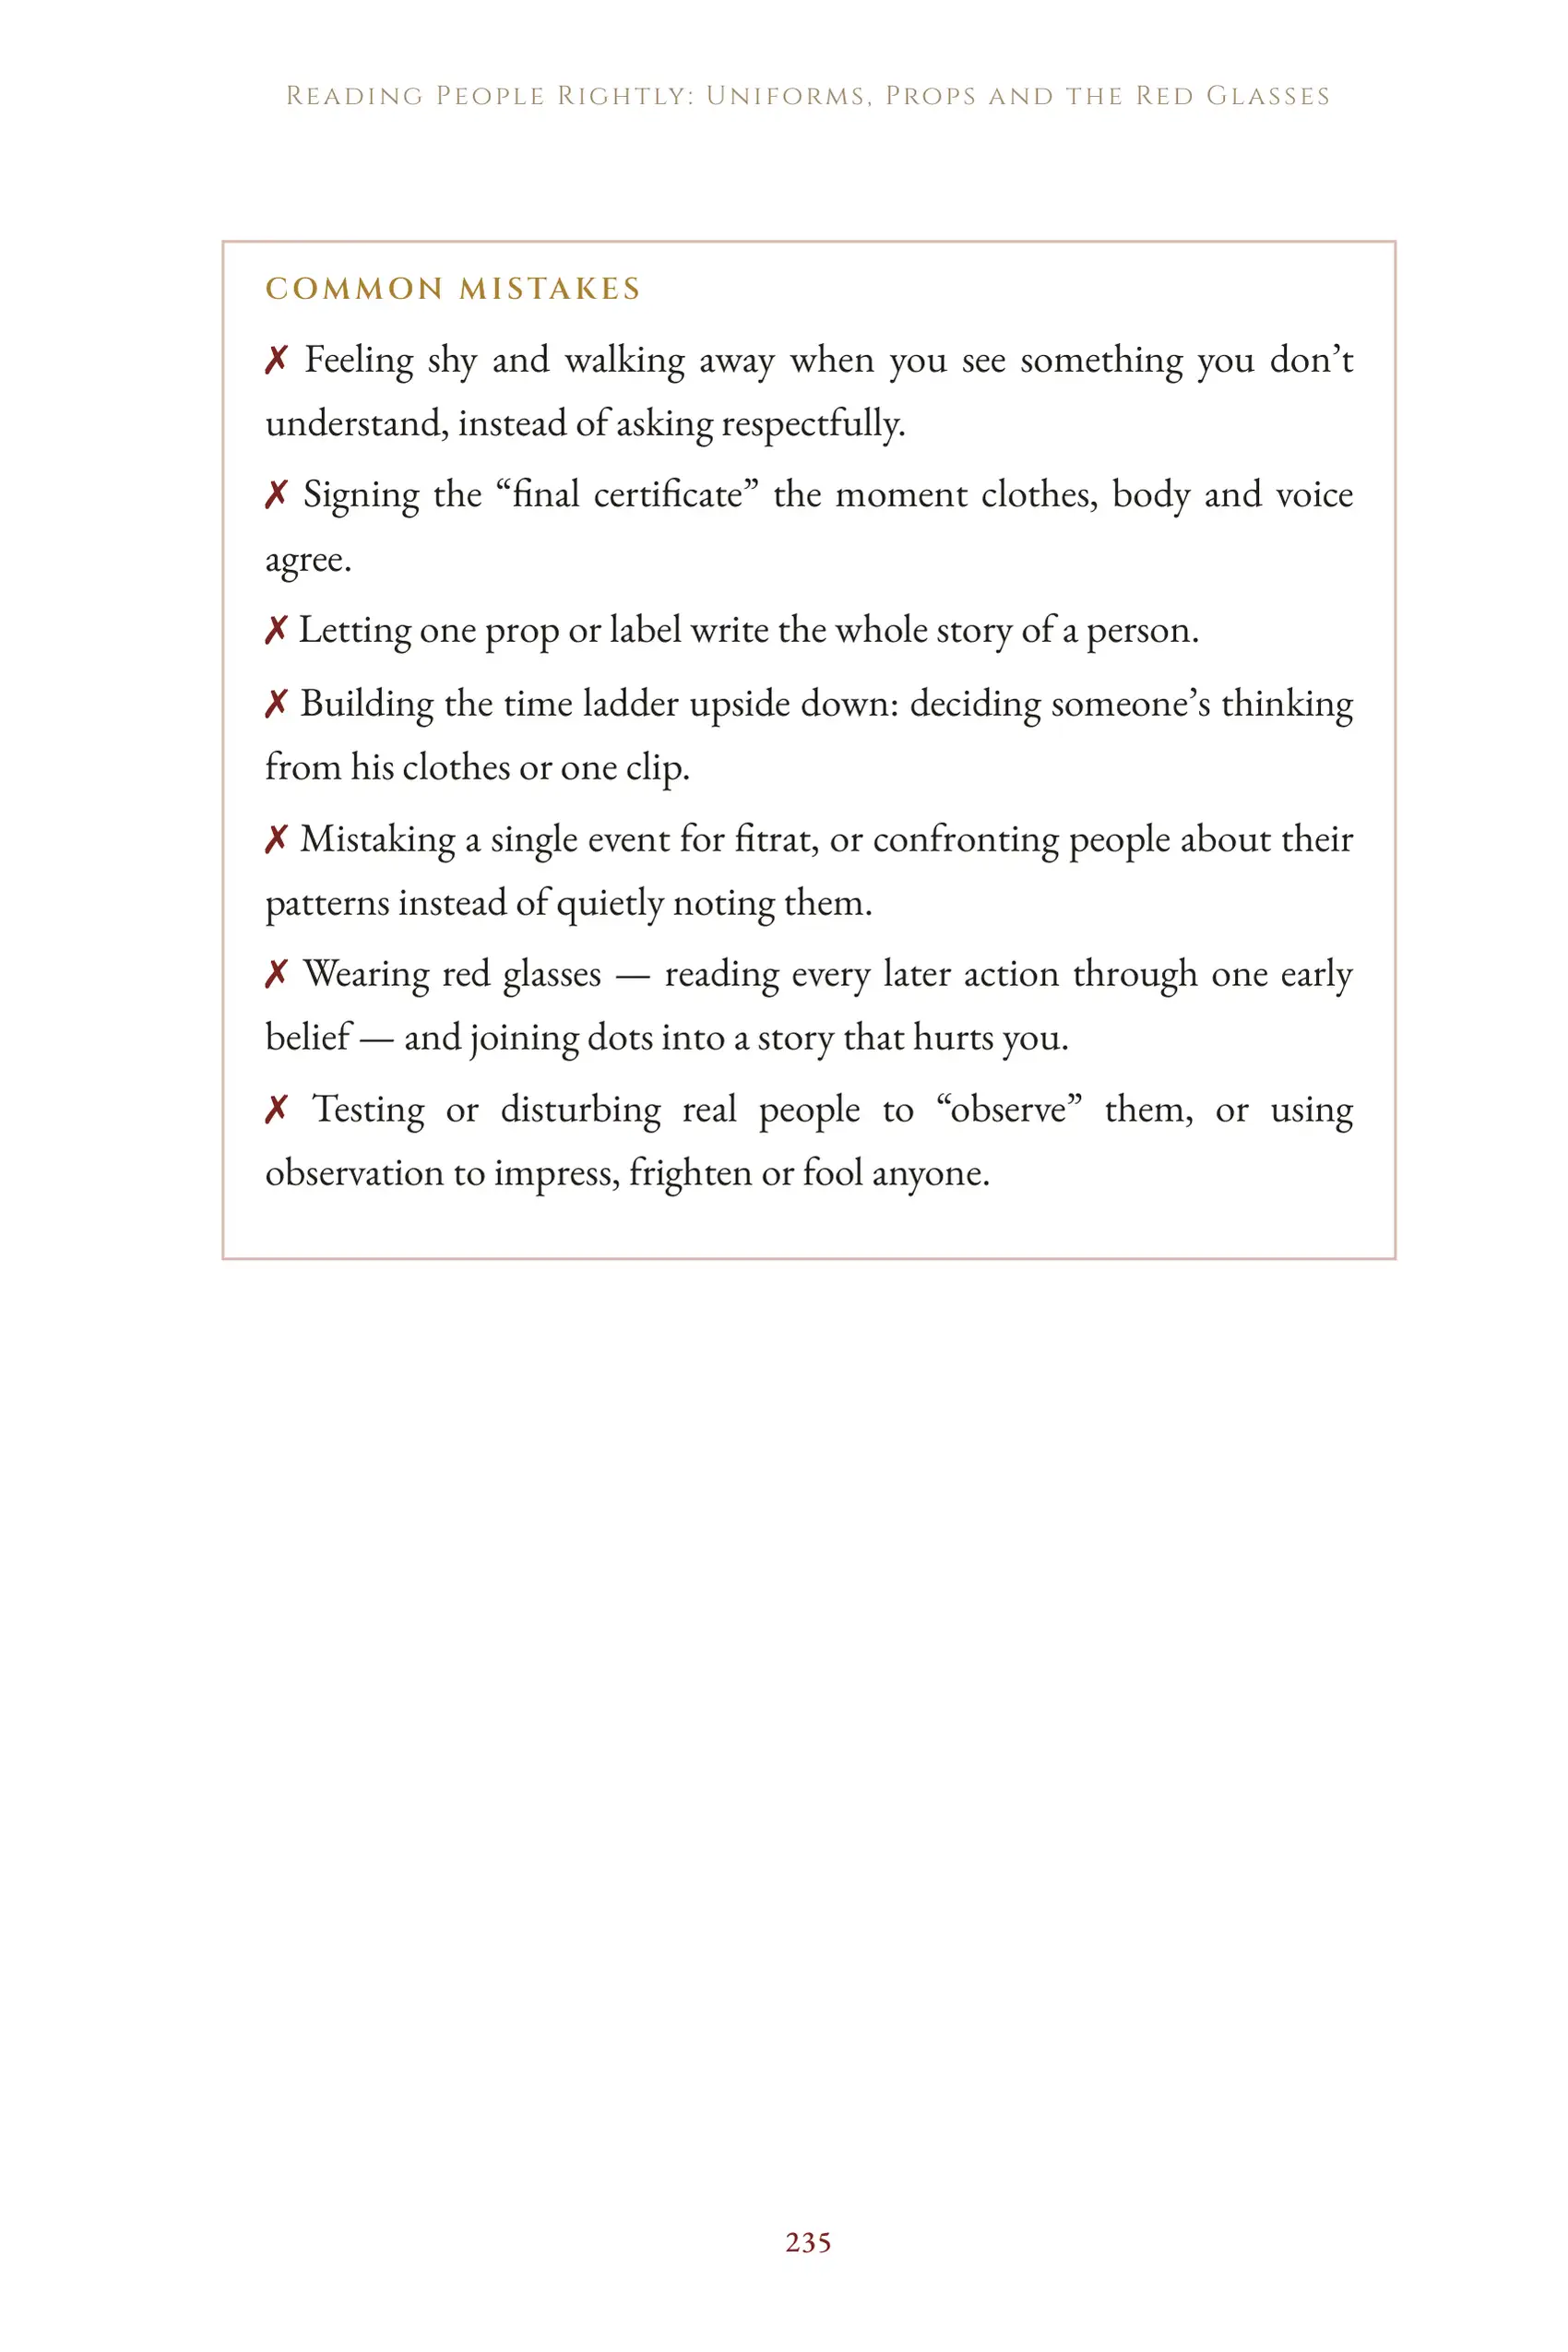 Reading People Rightly: Uniforms, Props and the Red Glasses
COMMON MISTAKES
✗ Feeling shy and walking away when you see something you don’t
understand, instead of asking respectfully.
✗ Signing the “final certificate” the moment clothes, body and voice
agree.
✗ Letting one prop or label write the whole story of a person.
✗ Building the time ladder upside down: deciding someone’s thinking
from his clothes or one clip.
✗ Mistaking a single event for fitrat, or confronting people about their
patterns instead of quietly noting them.
✗ Wearing red glasses — reading every later action through one early
belief — and joining dots into a story that hurts you.
✗ Testing or disturbing real people to “observe” them, or using
observation to impress, frighten or fool anyone.
235